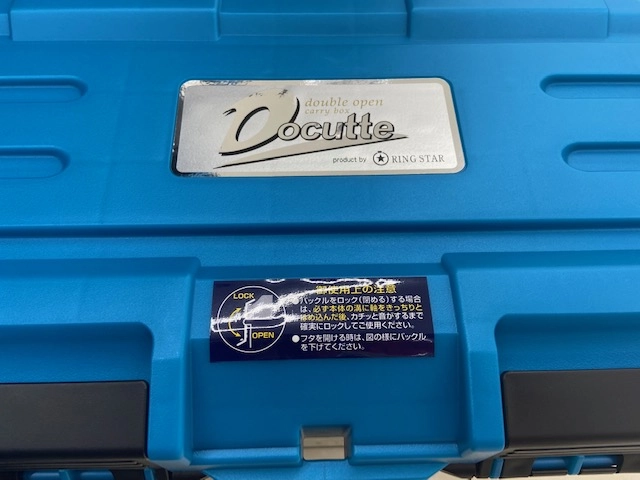 double open
carry box
Docutte
product by RING STAR
LOCK
OPEN
御使用上の注意
●バックルをロック(閉める)する場合
は、必ず本体の溝に軸をきっちりと
はめ込んだ後、カチッと音がするまで
確実にロックしてご使用ください。
●フタを開ける時は、図の様にバックル
を下げてください。